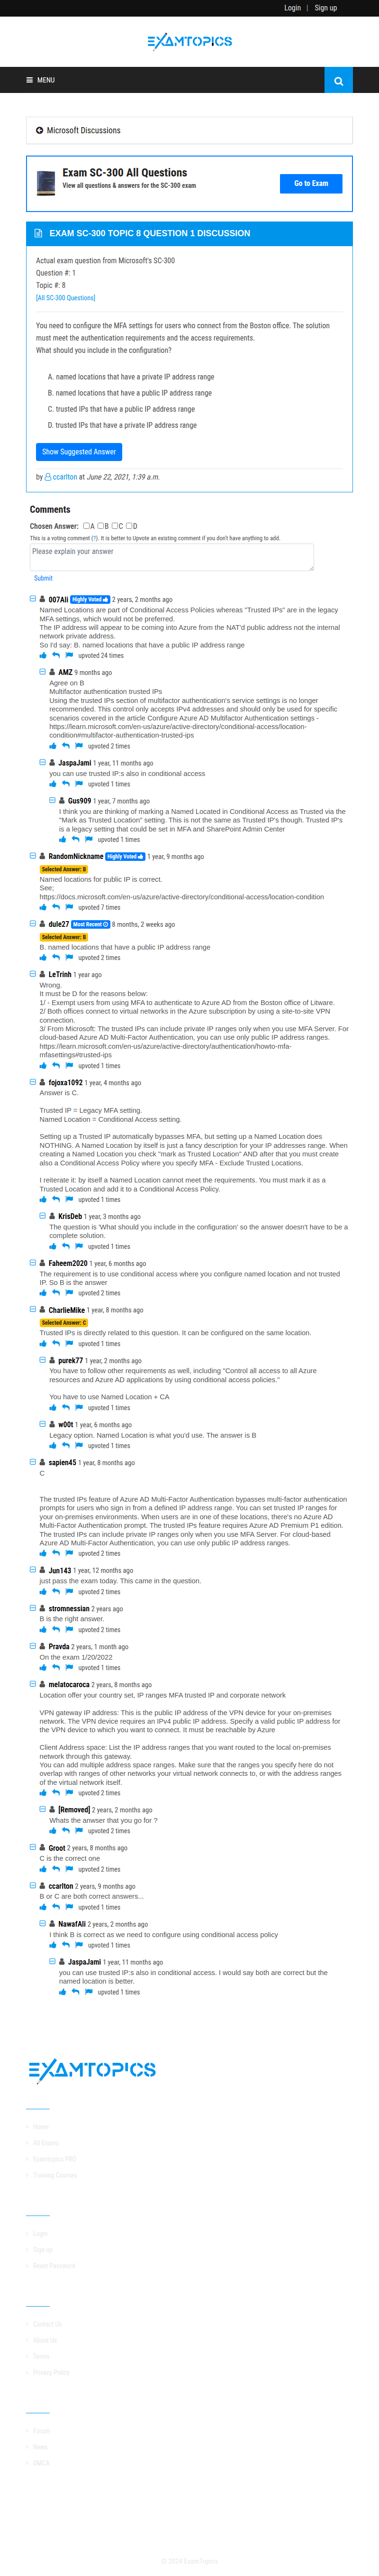 Login | Sign up
EXAMTOPICS
MENU
Microsoft Discussions
Exam SC-300 All Questions
View all questions & answers for the SC-300 exam
Go to Exam
EXAM SC-300 TOPIC 8 QUESTION 1 DISCUSSION
Actual exam question from Microsoft's SC-300
Question #: 1
Topic #: 8
[All SC-300 Questions]
You need to configure the MFA settings for users who connect from the Boston office. The solution
must meet the authentication requirements and the access requirements.
What should you include in the configuration?
A. named locations that have a private IP address range
B. named locations that have a public IP address range
C. trusted IPs that have a public IP address range
D. trusted IPs that have a private IP address range
Show Suggested Answer
by ccarlton at June 22, 2021, 1:39 a.m.
Comments
Chosen Answer: A B C D
This is a voting comment (?). It is better to Upvote an existing comment if you don't have anything to add.
Please explain your answer
Submit
007Ali Highly Voted 2 years, 2 months ago
Named Locations are part of Conditional Access Policies whereas "Trusted IPs" are in the legacy
MFA settings, which would not be preferred.
The IP address will appear to be coming into Azure from the NAT'd public address not the internal
network private address.
So I'd say: B. named locations that have a public IP address range
upvoted 24 times
AMZ 9 months ago
Agree on B
Multifactor authentication trusted IPs
Using the trusted IPs section of multifactor authentication's service settings is no longer
recommended. This control only accepts IPv4 addresses and should only be used for specific
scenarios covered in the article Configure Azure AD Multifactor Authentication settings -
https://learn.microsoft.com/en-us/azure/active-directory/conditional-access/location-
condition#multifactor-authentication-trusted-ips
upvoted 2 times
JaspaJami 1 year, 11 months ago
you can use trusted IP:s also in conditional access
upvoted 1 times
Gus909 1 year, 7 months ago
I think you are thinking of marking a Named Located in Conditional Access as Trusted via the
"Mark as Trusted Location" setting. This is not the same as Trusted IP's though. Trusted IP's
is a legacy setting that could be set in MFA and SharePoint Admin Center
upvoted 1 times
RandomNickname Highly Voted 1 year, 9 months ago
Selected Answer: B
Named locations for public IP is correct.
See;
https://docs.microsoft.com/en-us/azure/active-directory/conditional-access/location-condition
upvoted 7 times
dule27 Most Recent 8 months, 2 weeks ago
Selected Answer: B
B. named locations that have a public IP address range
upvoted 2 times
LeTrinh 1 year ago
Wrong.
It must be D for the reasons below:
1/ - Exempt users from using MFA to authenticate to Azure AD from the Boston office of Litware.
2/ Both offices connect to virtual networks in the Azure subscription by using a site-to-site VPN
connection.
3/ From Microsoft: The trusted IPs can include private IP ranges only when you use MFA Server. For
cloud-based Azure AD Multi-Factor Authentication, you can use only public IP address ranges.
https://learn.microsoft.com/en-us/azure/active-directory/authentication/howto-mfa-
mfasettings#trusted-ips
upvoted 1 times
fojoxa1092 1 year, 4 months ago
Answer is C.
Trusted IP = Legacy MFA setting.
Named Location = Conditional Access setting.
Setting up a Trusted IP automatically bypasses MFA, but setting up a Named Location does
NOTHING. A Named Location by itself is just a fancy description for your IP addresses range. When
creating a Named Location you check "mark as Trusted Location" AND after that you must create
also a Conditional Access Policy where you specify MFA - Exclude Trusted Locations.
I reiterate it: by itself a Named Location cannot meet the requirements. You must mark it as a
Trusted Location and add it to a Conditional Access Policy.
upvoted 1 times
KrisDeb 1 year, 3 months ago
The question is 'What should you include in the configuration' so the answer doesn't have to be a
complete solution.
upvoted 1 times
Faheem2020 1 year, 6 months ago
The requirement is to use conditional access where you configure named location and not trusted
IP. So B is the answer
upvoted 2 times
CharlieMike 1 year, 8 months ago
Selected Answer: C
Trusted IPs is directly related to this question. It can be configured on the same location.
upvoted 1 times
purek77 1 year, 2 months ago
You have to follow requirements as well, including "Control all access to all Azure
resources and Azure AD applications by using conditional access policies."
You have to use Named Location + CA
upvoted 1 times
w00t 1 year, 6 months ago
Legacy option. Named Location is what you'd use. The answer is B
upvoted 1 times
sapien45 1 year, 8 months ago
C
The trusted IPs feature of Azure AD Multi-Factor Authentication bypasses multi-factor authentication
prompts for users who sign in from a defined IP address range. You can set trusted IP ranges for
your on-premises environments. When users are in one of these locations, there's no Azure AD
Multi-Factor Authentication prompt. The trusted IPs feature requires Azure AD Premium P1 edition.
The trusted IPs can include private IP ranges only when you use MFA Server. For cloud-based
Azure AD Multi-Factor Authentication, you can use only public IP address ranges.
upvoted 2 times
Jun143 1 year, 12 months ago
just pass the exam today. This came in the question.
upvoted 2 times
stromnessian 2 years ago
B is the right answer.
upvoted 2 times
Pravda 2 years, 1 month ago
On the exam 1/20/2022
upvoted 1 times
melatocaroca 2 years, 8 months ago
Location offer your country set, IP ranges MFA trusted IP and corporate network
VPN gateway IP address: This is the public IP address of the VPN device for your on-premises
network. The VPN device requires an IPv4 public IP address. Specify a valid public IP address for
the VPN device to which you want to connect. It must be reachable by Azure
Client Address space: List the IP address ranges that you want routed to the local on-premises
network through this gateway.
You can add multiple address space ranges. Make sure that the ranges you specify here do not
overlap with ranges of other networks your virtual network connects to, or with the address ranges
of the virtual network itself.
upvoted 2 times
[Removed] 2 years, 2 months ago
Whats the anwser that you go for ?
upvoted 2 times
Groot 2 years, 8 months ago
C is the correct one
upvoted 2 times
ccarlton 2 years, 9 months ago
B or C are both correct answers...
upvoted 1 times
NawafAli 2 years, 2 months ago
I think B is correct as we need to configure using conditional access policy
upvoted 1 times
JaspaJami 1 year, 11 months ago
you can use trusted IP:s also in conditional access. I would say both are correct but the
named location is better.
upvoted 1 times
EXAMTOPICS
Home
All Exams
Examtopics PRO
Training Courses
Login
Sign up
Reset Password
Contact Us
About Us
Terms
Privacy Policy
Forum
News
DMCA
© 2024 ExamTopics